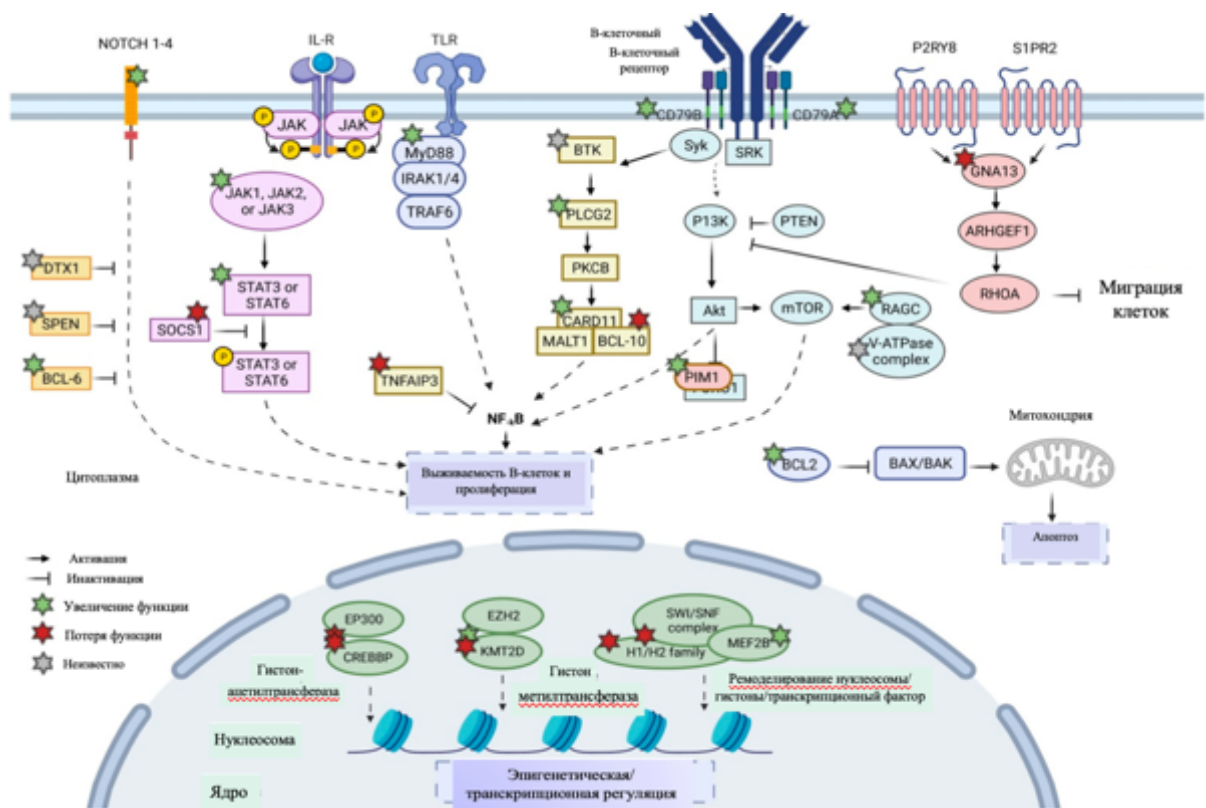 NOTCH 1-4
IL-R
TLR
В-клеточный
В-клеточный
рецептор
P2RY8
S1PR2
P
JAK
JAK
P
P
P
CD79B
CD79A
MyD88
IRAK1/4
TRAF6
BTK
Syk
SRK
GNA13
JAK1, JAK2,
or JAK3
PLCG2
P13K
PTEN
ARHGEF1
DTX1
PKCB
STAT3 or
STAT6
RHOA
Миграция
клеток
SPEN
SOCS1
CARD11
MALT1
BCL-10
Akt
mTOR
RAGC
V-ATPase
complex
P
STAT3 or
STAT6
BCL-6
TNFAIP3
PIM1
NFκB
Митохондрия
Цитоплазма
Выживаемость В-клеток и
пролиферация
BCL2
BAX/BAK
Апоптоз
Активация
Инактивация
Увеличение функции
Потеря функции
Неизвестно
EP300
CREBBP
EZH2
KMT2D
SWI/SNF
complex
H1/H2 family
MEF2B
Гистон-
ацетилтрансфераза
Гистон
метилтрансфераза
Ремоделирование нуклеосомы/
гистоны/транскрипционный фактор
Нуклеосома
Эпигенетическая/
транскрипционная регуляция
Ядро